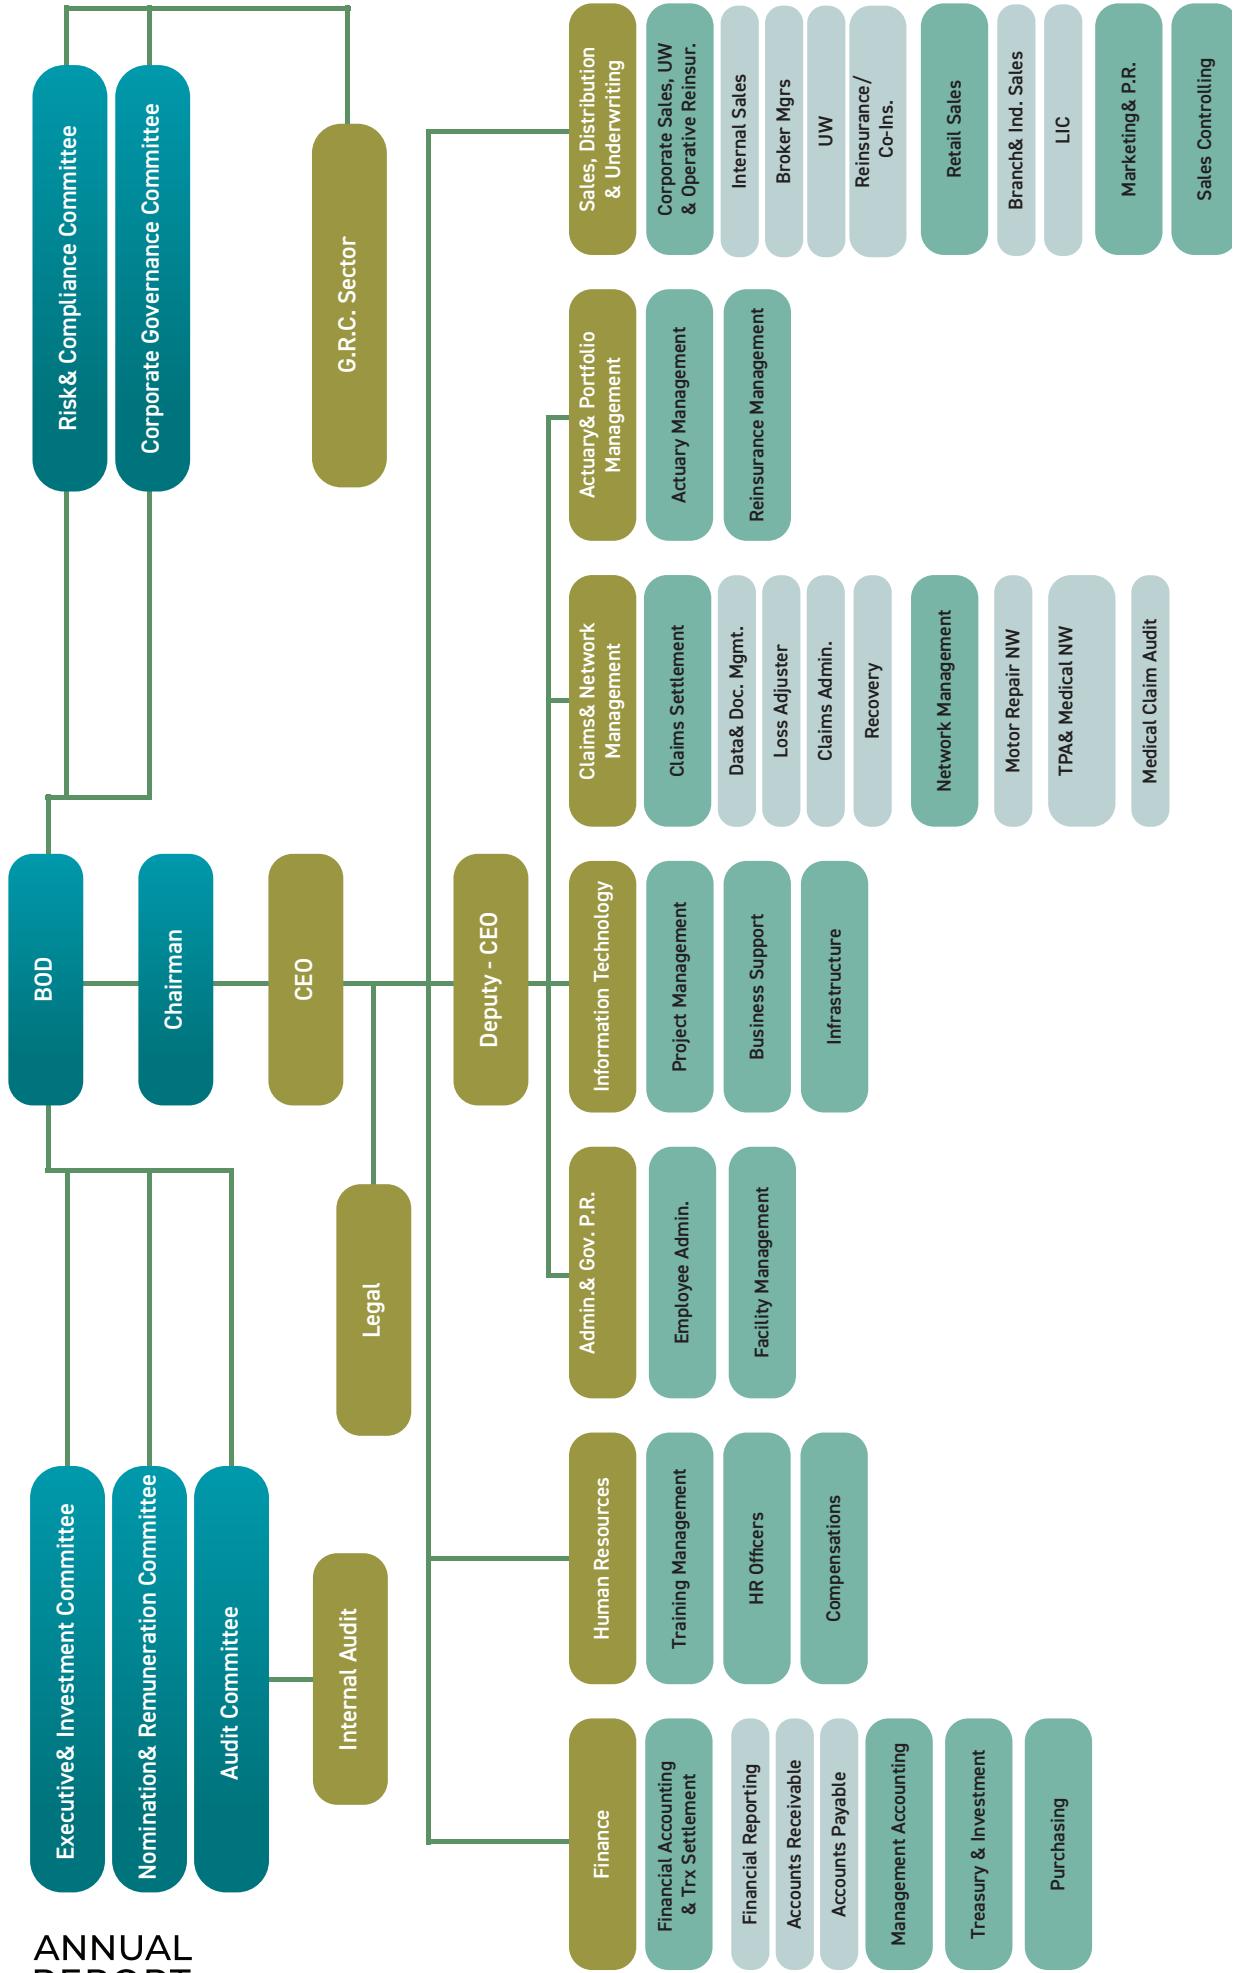 BOD
Chairman
CEO
Deputy - CEO
Executive& Investment Committee
Nomination& Remuneration Committee
Audit Committee
Internal Audit
Legal
Risk& Compliance Committee
Corporate Governance Committee
G.R.C. Sector
Finance
Financial Accounting
& Trx Settlement
Financial Reporting
Accounts Receivable
Accounts Payable
Management Accounting
Treasury & Investment
Purchasing
Human Resources
Training Management
HR Officers
Compensations
Admin.& Gov. P.R.
Employee Admin.
Facility Management
Information Technology
Project Management
Business Support
Infrastructure
Claims& Network
Management
Claims Settlement
Data& Doc. Mgmt.
Loss Adjuster
Claims Admin.
Recovery
Network Management
Motor Repair NW
TPA& Medical NW
Medical Claim Audit
Actuary& Portfolio
Management
Actuary Management
Reinsurance Management
Sales, Distribution
& Underwriting
Corporate Sales, UW
& Operative Reinsur.
Internal Sales
Broker Mgrs
UW
Reinsurance/
Co-Ins.
Retail Sales
Branch& Ind. Sales
LIC
Marketing& P.R.
Sales Controlling
ANNUAL
REPORT